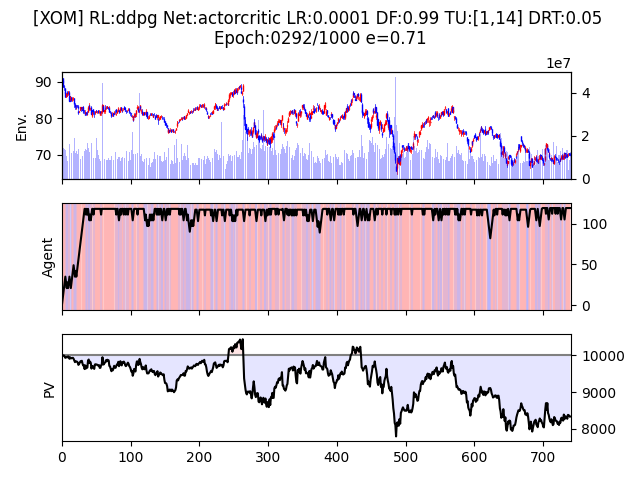 [XOM] RL:ddpg Net:actorcritic LR:0.0001 DF:0.99 TU:[1,14] DRT:0.05
Epoch:0292/1000 e=0.71
1e7
Env.
90
80
70
4
2
0
Agent
100
50
0
PV
10000
9000
8000
0 100 200 300 400 500 600 700